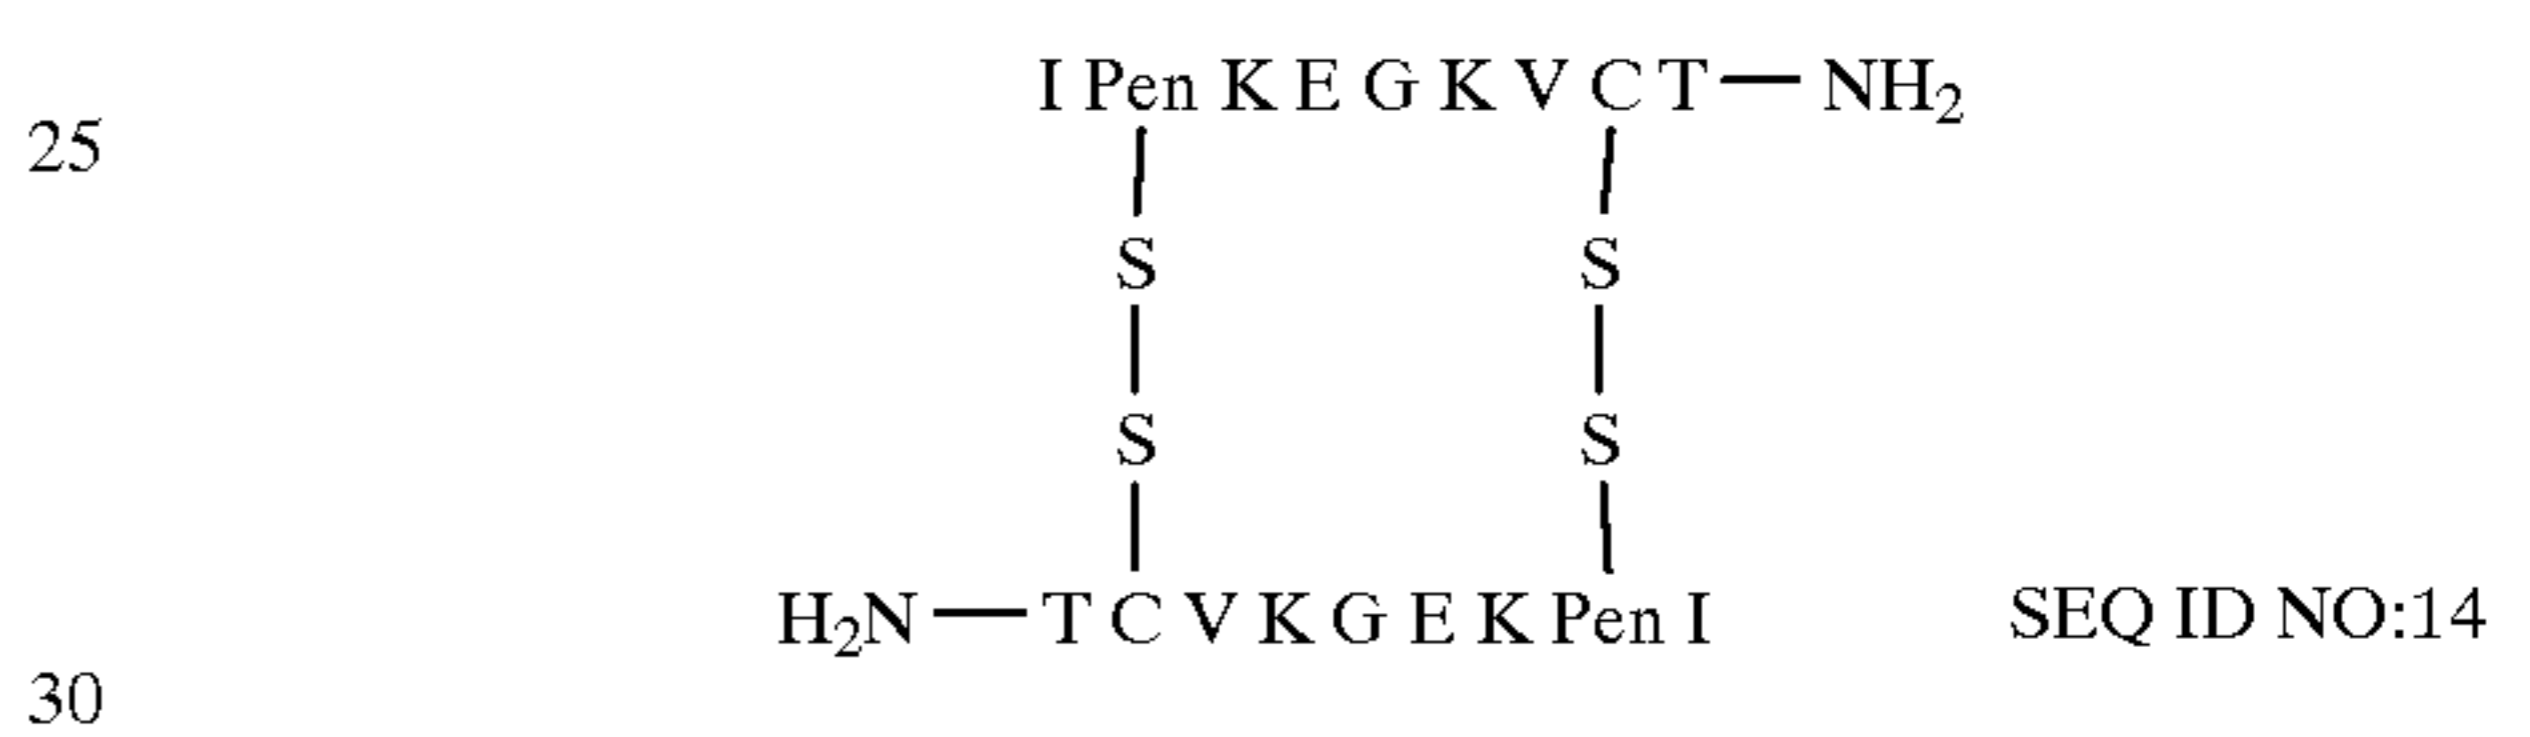 I Pen K E G K V C T — NH2
25
S S
S S
H2N — T C V K G E K Pen I SEQ ID NO:14
30